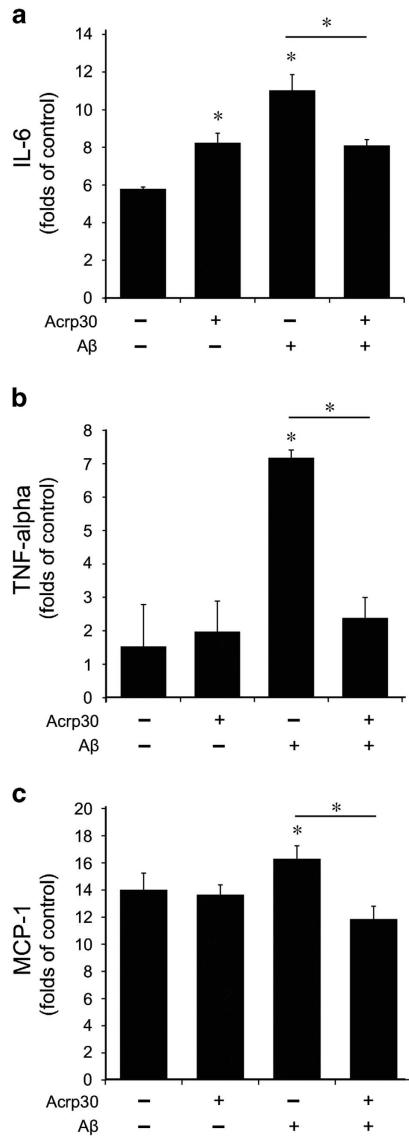 a
IL-6
(folds of control)
14
12
10
8
6
4
2
0
*
*
*
Acrp30 – + – +
Aβ – – + +
b
TNF-alpha
(folds of control)
8
7
6
5
4
3
2
1
0
*
*
Acrp30 – + – +
Aβ – – + +
c
MCP-1
(folds of control)
20
18
16
14
12
10
8
6
4
2
0
*
*
Acrp30 – + – +
Aβ – – + +